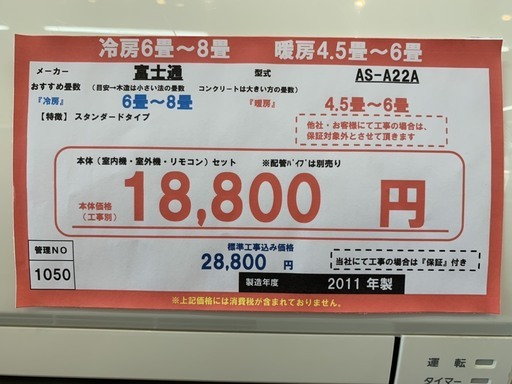 冷房6畳～8畳　暖房4.5畳～6畳
メーカー　富士通　型式　AS-A22A
おすすめ畳数　(目安→木造は小さい法の畳数　コンクリートは大きい方の畳数)
『冷房』　6畳～8畳　『暖房』　4.5畳～6畳
【特徴】スタンダードタイプ
他社・お客様にて工事の場合は、
保証対象外とさせて頂きます
本体（室内機・室外機・リモコン）セット　※配管ﾊﾟｲﾌﾟは別売り
本体価格
(工事別)
18,800 円
管理NO
1050
標準工事込み価格
28,800 円
当社にて工事の場合は『保証』付き
製造年度　2011 年製
※上記価格には消費税が含まれておりません。
運転
タイマー